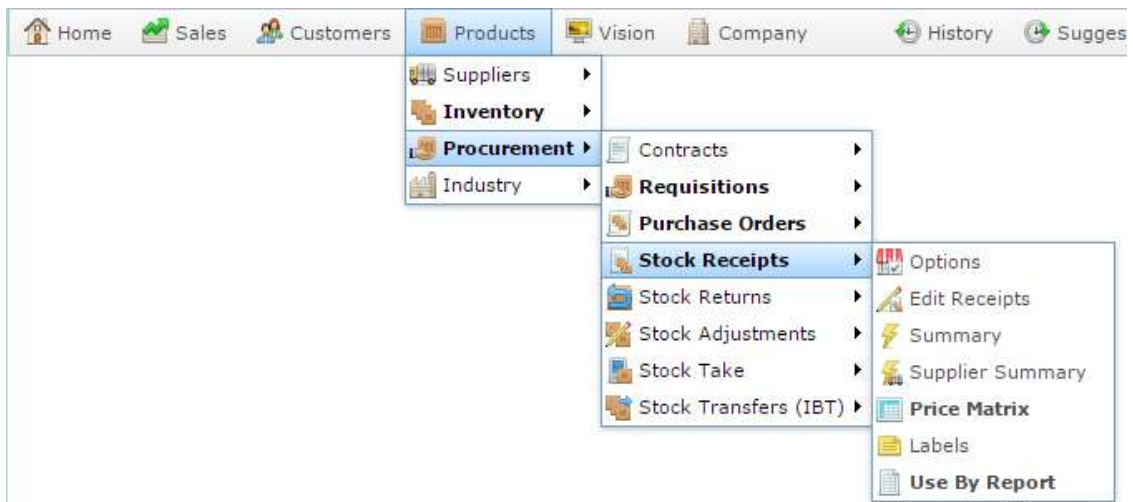 Home Sales Customers Products Vision Company History Sugges
Suppliers
Inventory
Procurement
Industry
Contracts
Requisitions
Purchase Orders
Stock Receipts
Stock Returns
Stock Adjustments
Stock Take
Stock Transfers (IBT)
Options
Edit Receipts
Summary
Supplier Summary
Price Matrix
Labels
Use By Report